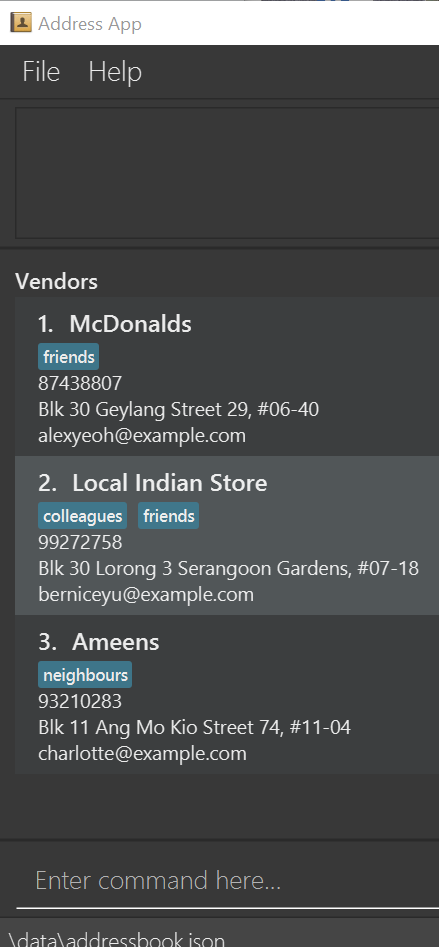 Address App
File Help
Vendors
1. McDonalds
friends
87438807
Blk 30 Geylang Street 29, #06-40
alexyeoh@example.com
2. Local Indian Store
colleagues friends
99272758
Blk 30 Lorong 3 Serangoon Gardens, #07-18
berniceyu@example.com
3. Ameens
neighbours
93210283
Blk 11 Ang Mo Kio Street 74, #11-04
charlotte@example.com
Enter command here...
\data\addressbook.json